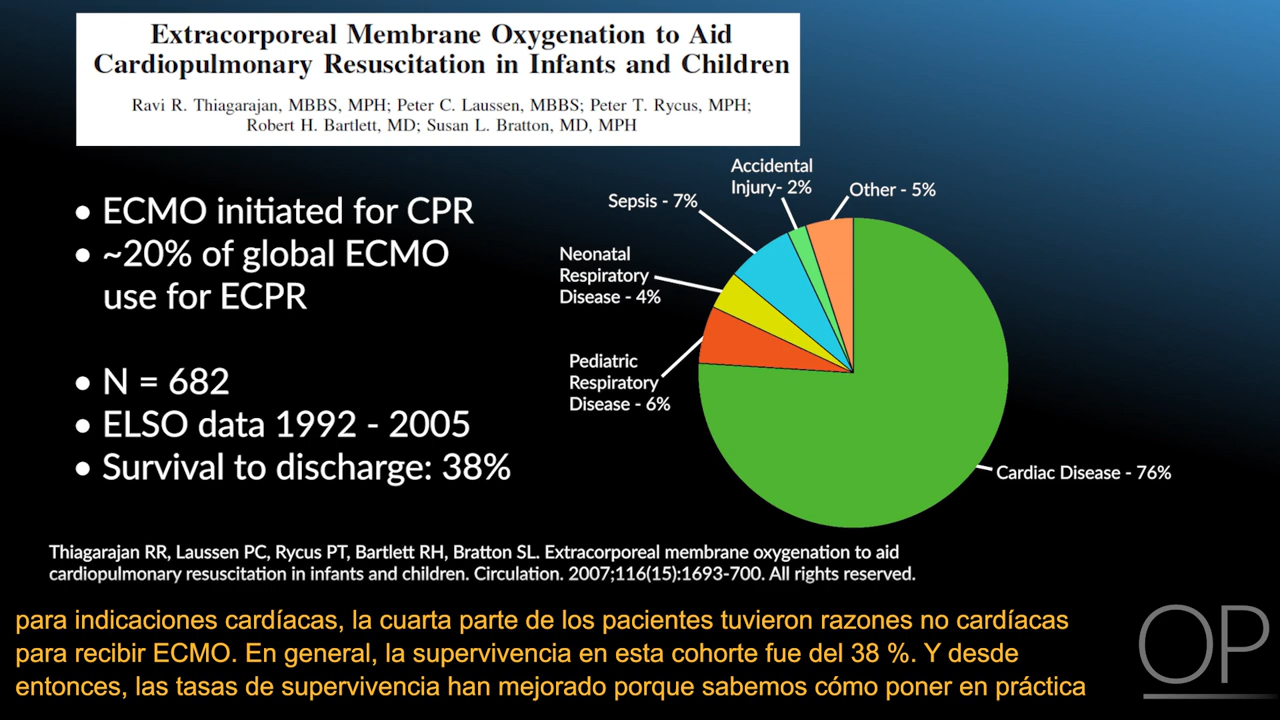 Extracorporeal Membrane Oxygenation to Aid
Cardiopulmonary Resuscitation in Infants and Children
Ravi R. Thiagarajan, MBBS, MPH; Peter C. Laussen, MBBS; Peter T. Rycus, MPH;
Robert H. Bartlett, MD; Susan L. Bratton, MD, MPH
• ECMO initiated for CPR
• ~20% of global ECMO
use for ECPR
• N = 682
• ELSO data 1992 - 2005
• Survival to discharge: 38%
Accidental
Injury- 2%
Other - 5%
Sepsis - 7%
Neonatal
Respiratory
Disease - 4%
Pediatric
Respiratory
Disease - 6%
Cardiac Disease - 76%
Thiagarajan RR, Laussen PC, Rycus PT, Bartlett RH, Bratton SL. Extracorporeal membrane oxygenation to aid
cardiopulmonary resuscitation in infants and children. Circulation. 2007;116(15):1693-700. All rights reserved.
para indicaciones cardíacas, la cuarta parte de los pacientes tuvieron razones no cardíacas
para recibir ECMO. En general, la supervivencia en esta cohorte fue del 38 %. Y desde
entonces, las tasas de supervivencia han mejorado porque sabemos cómo poner en práctica
OP